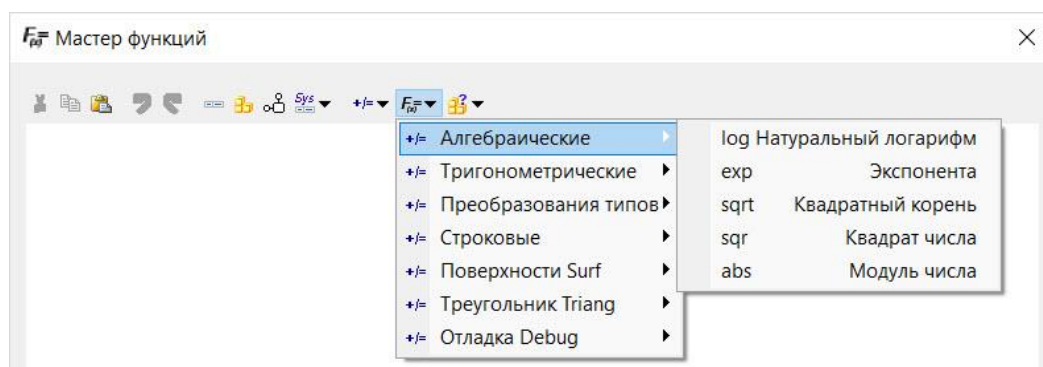 F(x)= Мастер функций
Sys +/= F(x)= ?
+/= Алгебраические log Натуральный логарифм
+/= Тригонометрические exp Экспонента
+/= Преобразования типов sqrt Квадратный корень
+/= Строковые sqr Квадрат числа
+/= Поверхности Surf abs Модуль числа
+/= Треугольник Triang
+/= Отладка Debug